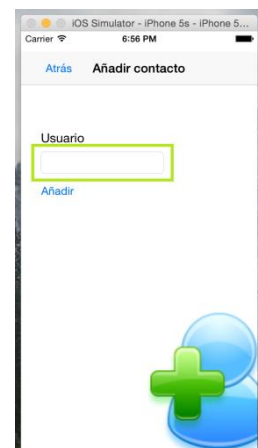 iOS Simulator - iPhone 5s - iPhone 5...
Carrier 6:56 PM
Atrás Añadir contacto
Usuario
Añadir